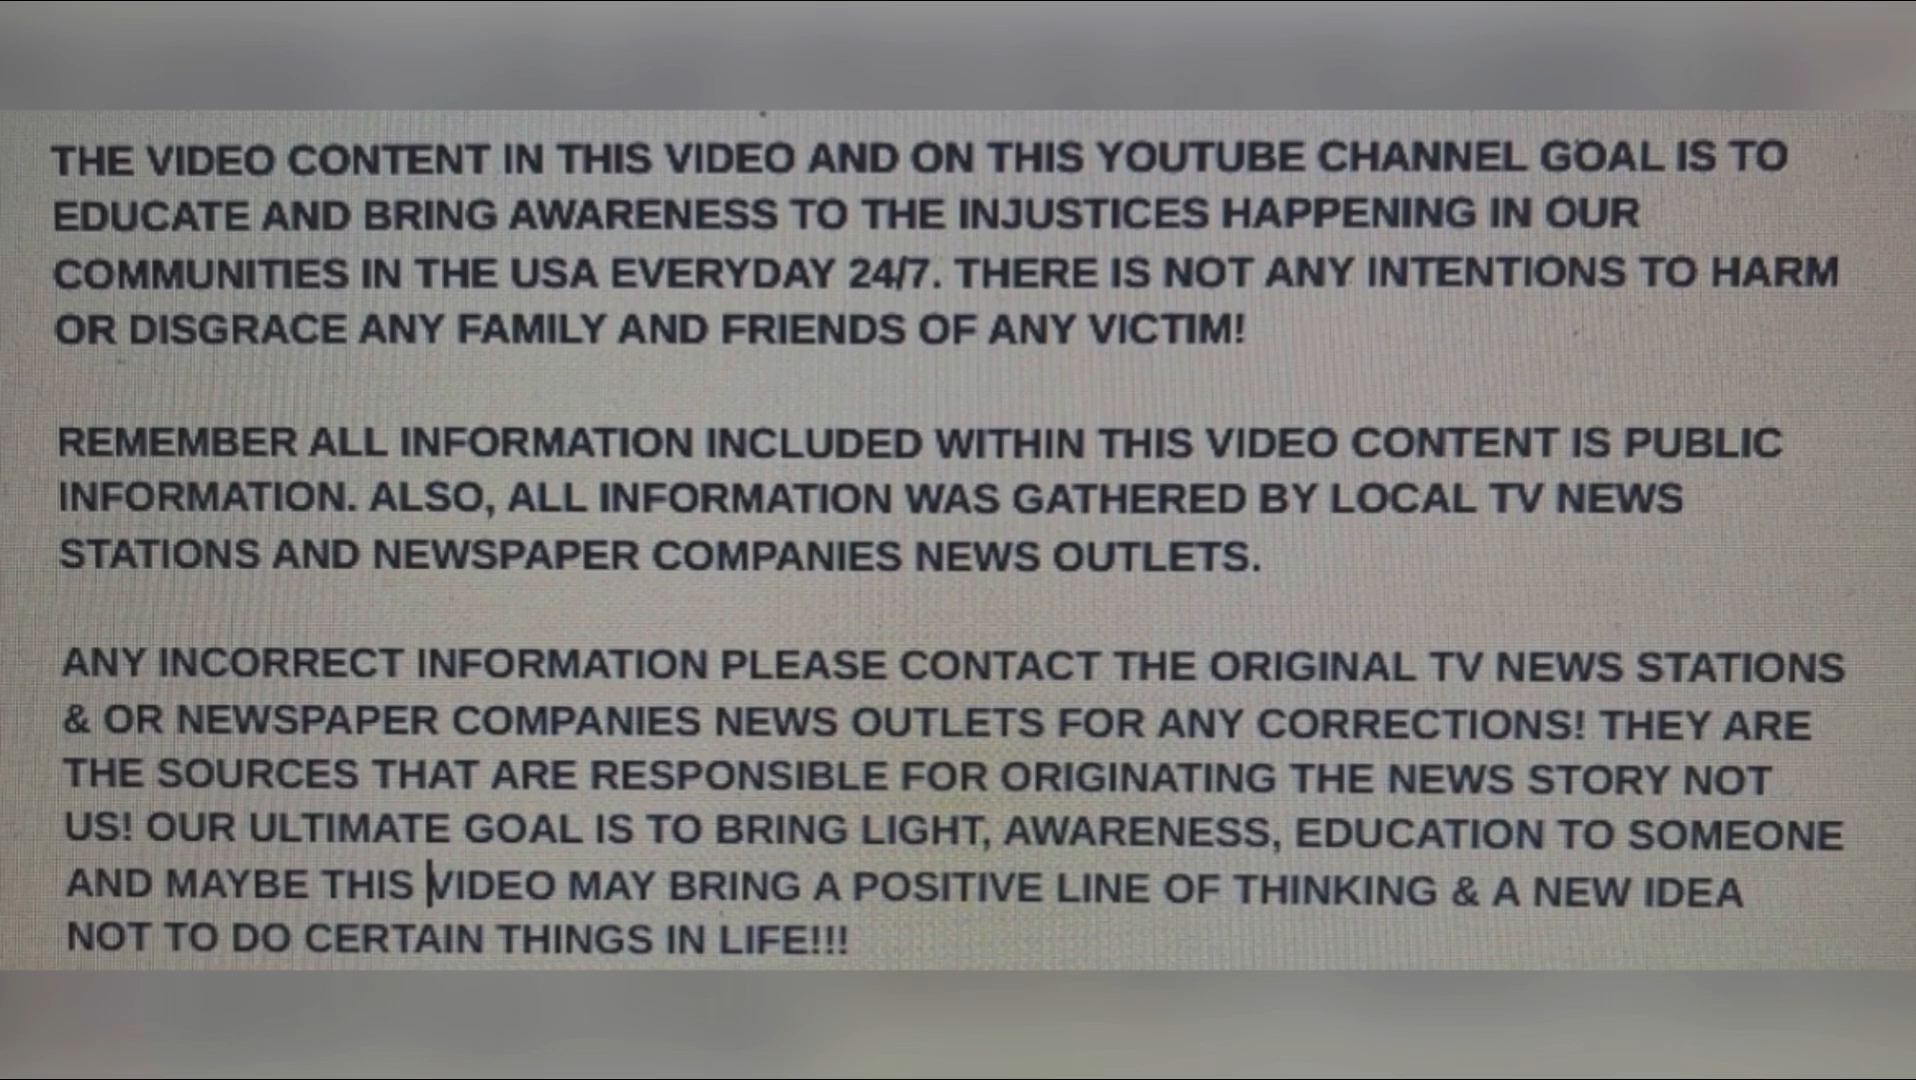 THE VIDEO CONTENT IN THIS VIDEO AND ON THIS YOUTUBE CHANNEL GOAL IS TO
EDUCATE AND BRING AWARENESS TO THE INJUSTICES HAPPENING IN OUR
COMMUNITIES IN THE USA EVERYDAY 24/7. THERE IS NOT ANY INTENTIONS TO HARM
OR DISGRACE ANY FAMILY AND FRIENDS OF ANY VICTIM!
REMEMBER ALL INFORMATION INCLUDED WITHIN THIS VIDEO CONTENT IS PUBLIC
INFORMATION. ALSO, ALL INFORMATION WAS GATHERED BY LOCAL TV NEWS
STATIONS AND NEWSPAPER COMPANIES NEWS OUTLETS.
ANY INCORRECT INFORMATION PLEASE CONTACT THE ORIGINAL TV NEWS STATIONS
& OR NEWSPAPER COMPANIES NEWS OUTLETS FOR ANY CORRECTIONS! THEY ARE
THE SOURCES THAT ARE RESPONSIBLE FOR ORIGINATING THE NEWS STORY NOT
US! OUR ULTIMATE GOAL IS TO BRING LIGHT, AWARENESS, EDUCATION TO SOMEONE
AND MAYBE THIS VIDEO MAY BRING A POSITIVE LINE OF THINKING & A NEW IDEA
NOT TO DO CERTAIN THINGS IN LIFE!!!